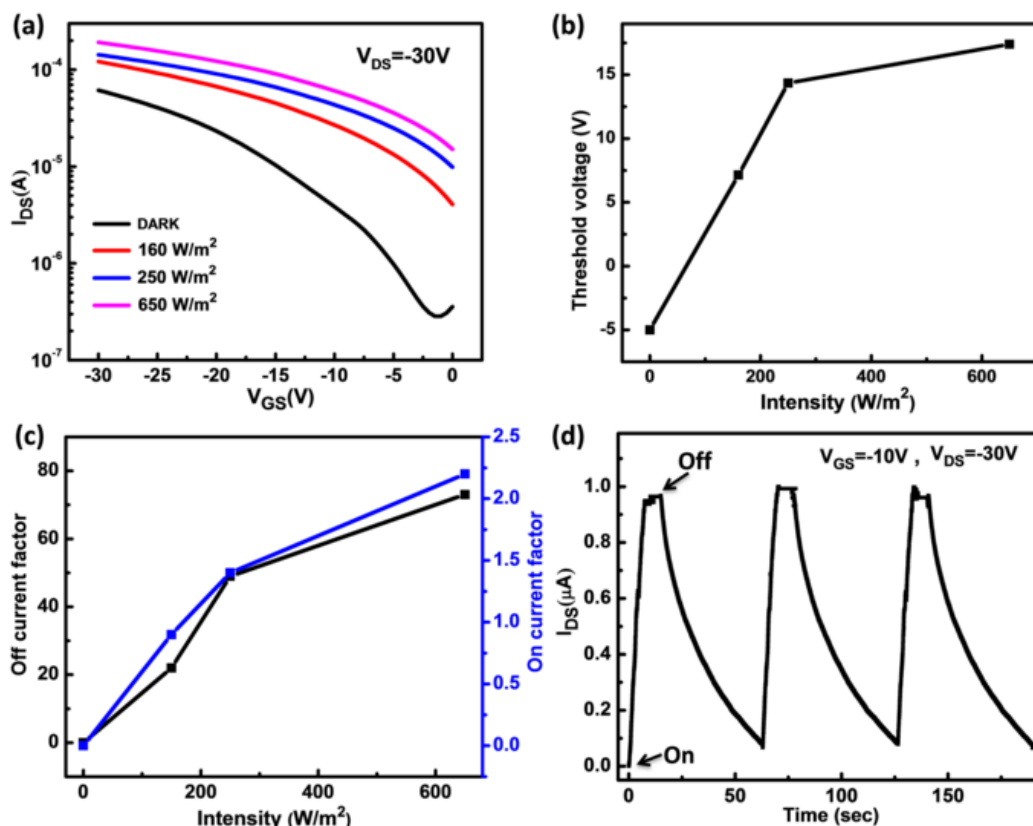 (a)
V_DS=-30V
10⁻⁴
10⁻⁵
10⁻⁶
10⁻⁷
I_DS(A)
DARK
160 W/m²
250 W/m²
650 W/m²
-30 -25 -20 -15 -10 -5 0
V_GS(V)
(b)
15
10
5
0
-5
Threshold voltage (V)
0 200 400 600
Intensity (W/m²)
(c)
80
60
40
20
0
Off current factor
2.5
2.0
1.5
1.0
0.5
0.0
On current factor
0 200 400 600
Intensity (W/m²)
(d)
V_GS=-10V , V_DS=-30V
Off
1.0
0.8
0.6
0.4
0.2
0.0
I_DS(μA)
On
0 50 100 150
Time (sec)